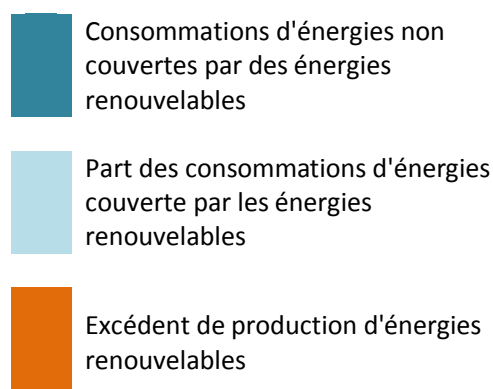 Consommations d'énergies non
couvertes par des énergies
renouvelables
Part des consommations d'énergies
couverte par les énergies
renouvelables
Excédent de production d'énergies
renouvelables